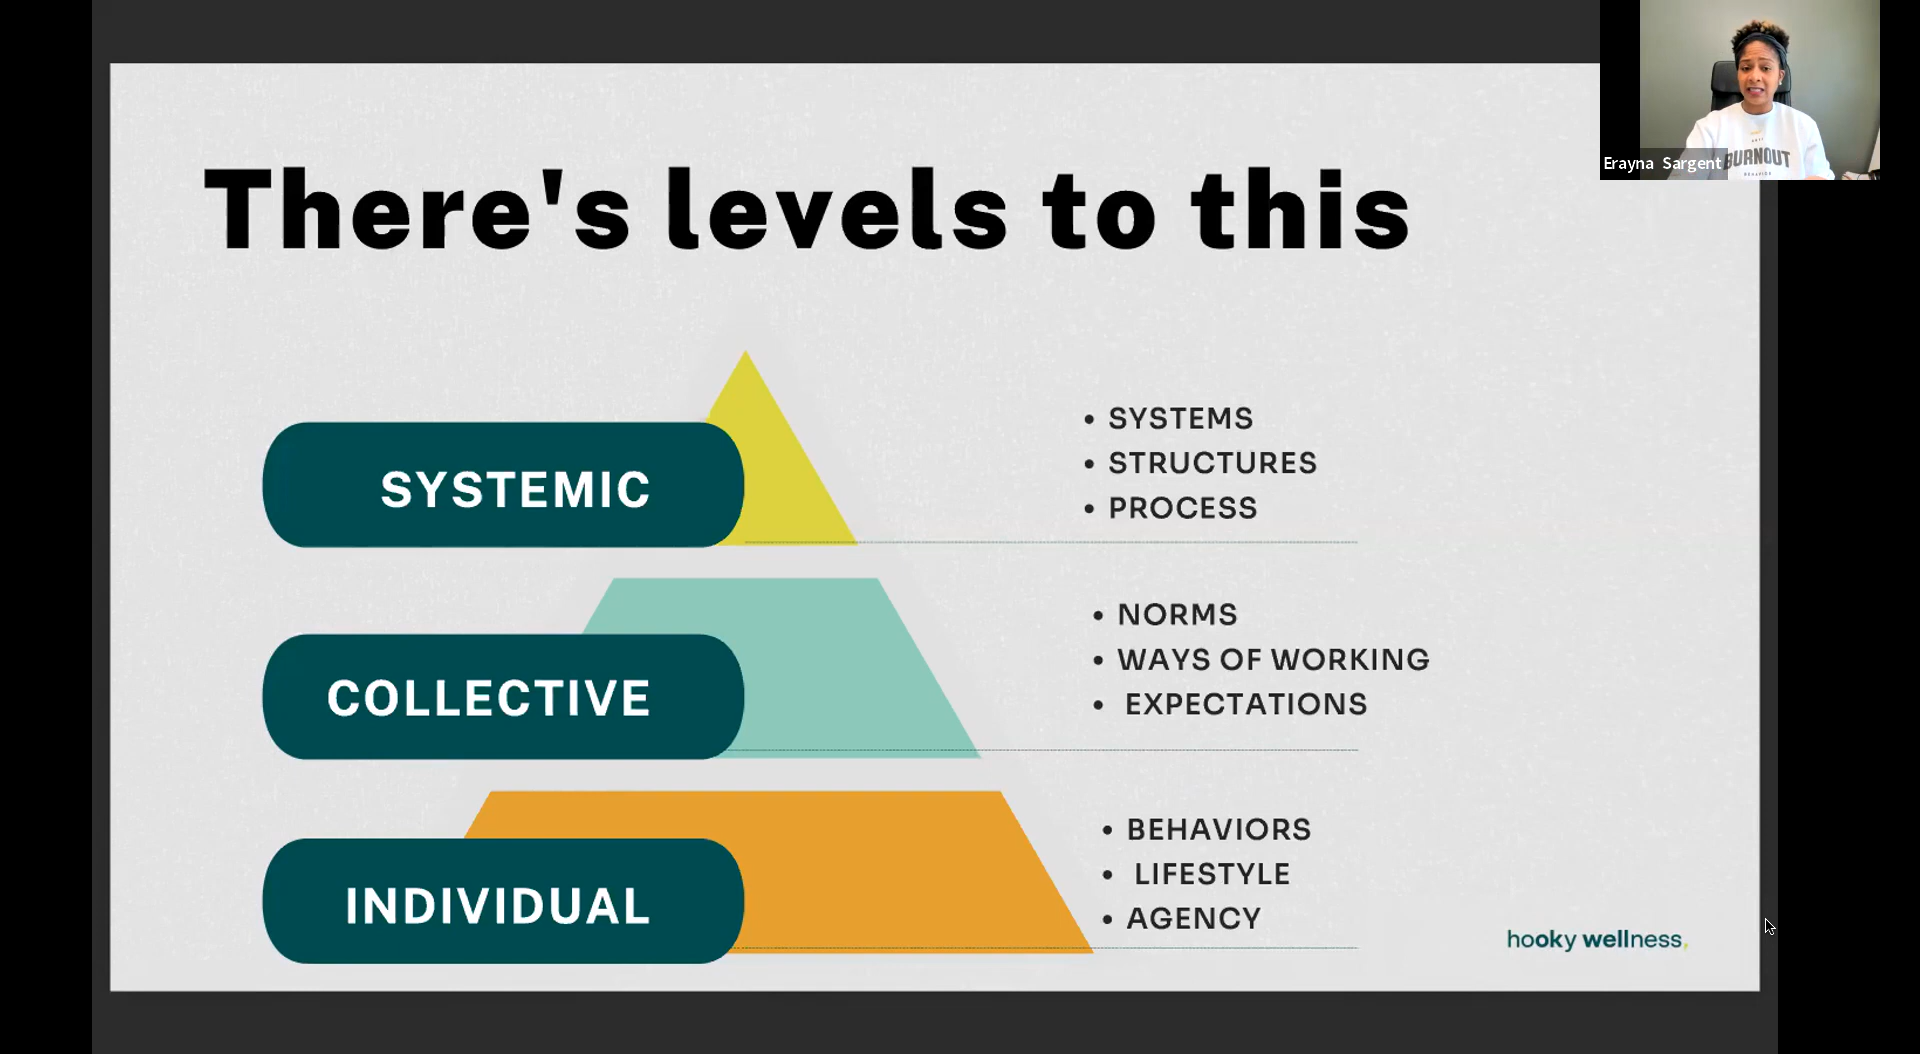 There's levels to this
SYSTEMIC
• SYSTEMS
• STRUCTURES
• PROCESS
COLLECTIVE
• NORMS
• WAYS OF WORKING
• EXPECTATIONS
INDIVIDUAL
• BEHAVIORS
• LIFESTYLE
• AGENCY
hooky wellness,
Erayna Sargent
BURNOUT